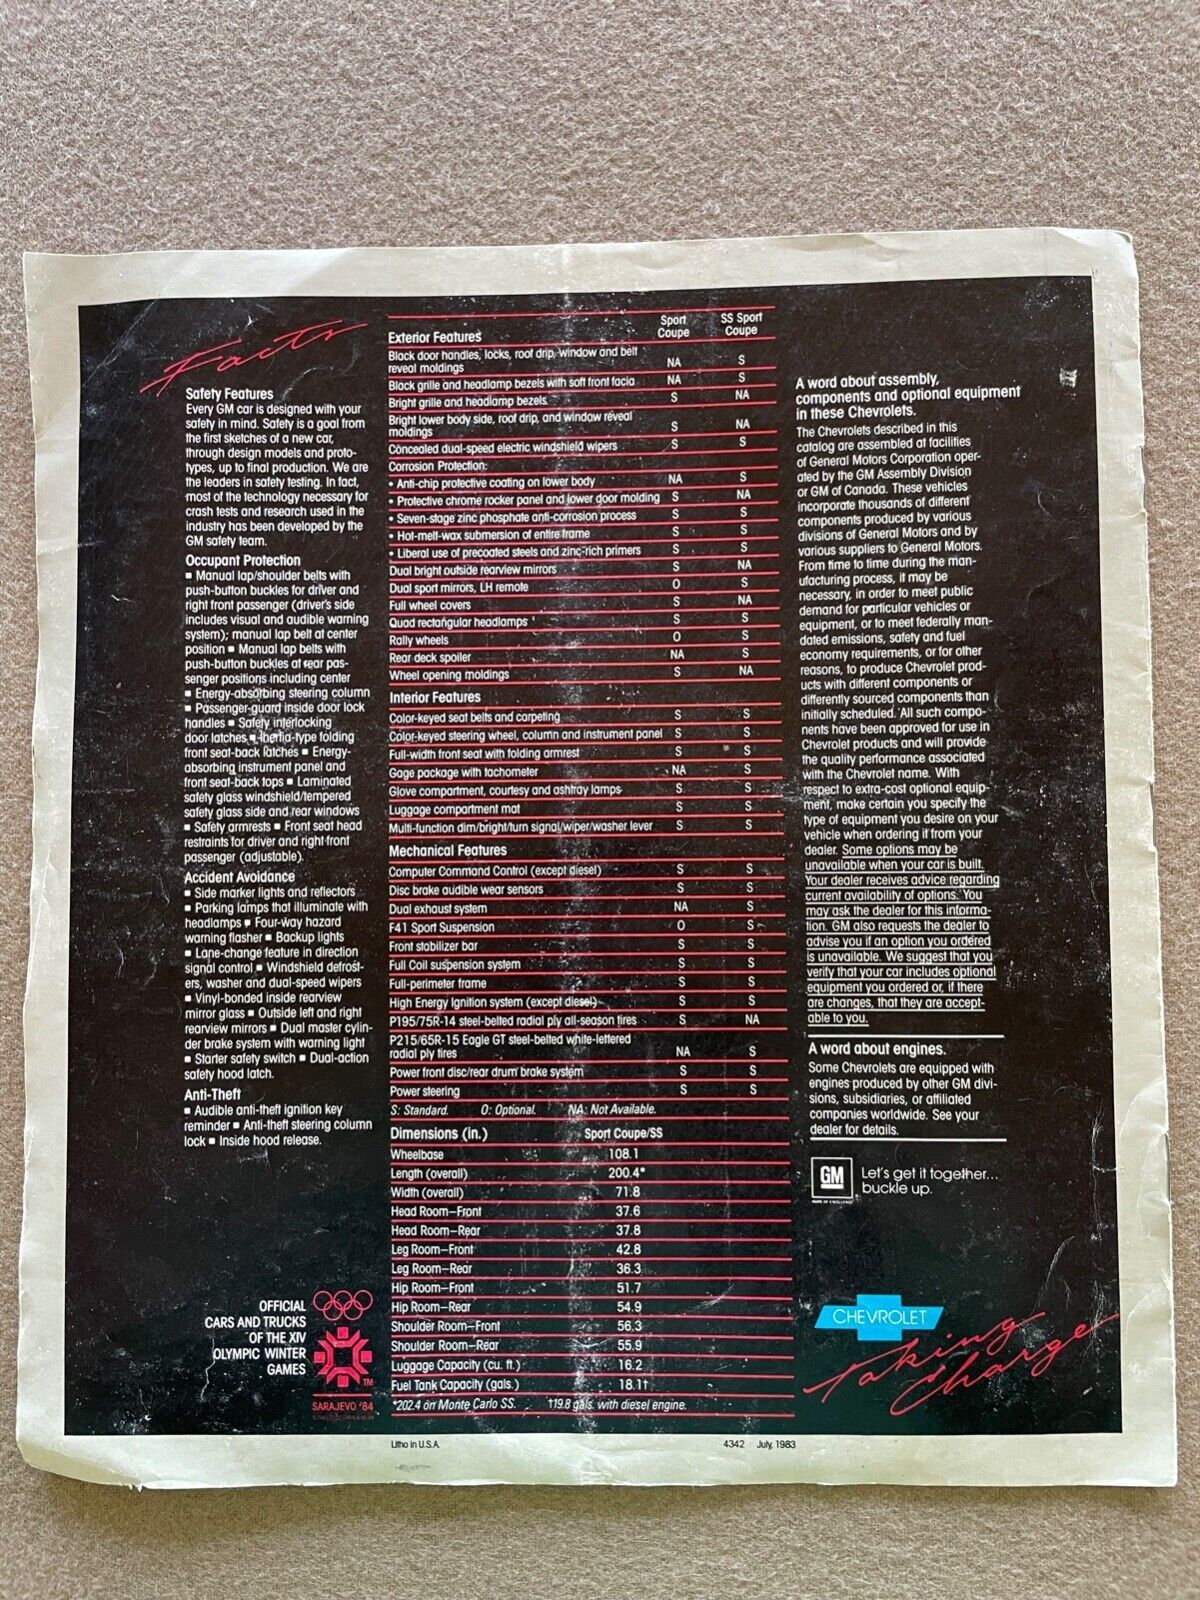 Facts
Safety Features
Every GM car is designed with your
safety in mind. Safety is a goal from
the first sketches of a new car,
through design models and proto-
types, up to final production. We are
the leaders in safety testing. In fact,
most of the technology necessary for
crash tests and research used in the
industry has been developed by the
GM safety team.
Occupant Protection
▪ Manual lap/shoulder belts with
push-button buckles for driver and
right front passenger (driver's side
includes visual and audible warning
system); manual lap belt at center
position ▪ Manual lap belts with
push-button buckles at rear pas-
senger positions including center
▪ Energy-absorbing steering column
▪ Passenger-guard inside door lock
handles ▪ Safety interlocking
door latches ▪ Inertia-type folding
front seat-back latches ▪ Energy-
absorbing instrument panel and
front seat-back tops ▪ Laminated
safety glass windshield/tempered
safety glass side and rear windows
▪ Safety armrests ▪ Front seat head
restraints for driver and right-front
passenger (adjustable).
Accident Avoidance
▪ Side marker lights and reflectors
▪ Parking lamps that illuminate with
headlamps ▪ Four-way hazard
warning flasher ▪ Backup lights
▪ Lane-change feature in direction
signal control ▪ Windshield defrost-
ers, washer and dual-speed wipers
▪ Vinyl-bonded inside rearview
mirror glass ▪ Outside left and right
rearview mirrors ▪ Dual master cylin-
der brake system with warning light
▪ Starter safety switch ▪ Dual-action
safety hood latch.
Anti-Theft
▪ Audible anti-theft ignition key
reminder ▪ Anti-theft steering column
lock ▪ Inside hood release.
OFFICIAL
CARS AND TRUCKS
OF THE XIV
OLYMPIC WINTER
GAMES
TM
SARAJEVO '84
Exterior Features Sport Coupe SS Sport Coupe
Black door handles, locks, roof drip, window and belt
reveal moldings NA S
Black grille and headlamp bezels with soft front facia NA S
Bright grille and headlamp bezels S NA
Bright lower body side, roof drip, and window reveal
moldings S NA
Concealed dual-speed electric windshield wipers S S
Corrosion Protection:
• Anti-chip protective coating on lower body NA S
• Protective chrome rocker panel and lower door molding S NA
• Seven-stage zinc phosphate anti-corrosion process S S
• Hot-melt-wax submersion of entire frame S S
• Liberal use of precoated steels and zinc-rich primers S S
Dual bright outside rearview mirrors S NA
Dual sport mirrors, LH remote O S
Full wheel covers S NA
Quad rectangular headlamps S S
Rally wheels O S
Rear deck spoiler NA S
Wheel opening moldings S NA
Interior Features
Color-keyed seat belts and carpeting S S
Color-keyed steering wheel, column and instrument panel S S
Full-width front seat with folding armrest S S
Gage package with tachometer NA S
Glove compartment, courtesy and ashtray lamps S S
Luggage compartment mat S S
Multi-function dim/bright/turn signal/wiper/washer lever S S
Mechanical Features
Computer Command Control (except diesel) S S
Disc brake audible wear sensors S S
Dual exhaust system NA S
F41 Sport Suspension O S
Front stabilizer bar S S
Full Coil suspension system S S
Full-perimeter frame S S
High Energy Ignition system (except diesel) S S
P195/75R-14 steel-belted radial ply all-season tires S NA
P215/65R-15 Eagle GT steel-belted white-lettered
radial ply tires NA S
Power front disc/rear drum brake system S S
Power steering S S
S: Standard. O: Optional. NA: Not Available.
Dimensions (in.) Sport Coupe/SS
Wheelbase 108.1
Length (overall) 200.4*
Width (overall) 71.8
Head Room—Front 37.6
Head Room—Rear 37.8
Leg Room—Front 42.8
Leg Room—Rear 36.3
Hip Room—Front 51.7
Hip Room—Rear 54.9
Shoulder Room—Front 56.3
Shoulder Room—Rear 55.9
Luggage Capacity (cu. ft.) 16.2
Fuel Tank Capacity (gals.) 18.1†
*202.4 on Monte Carlo SS. †19.8 gals. with diesel engine.
A word about assembly,
components and optional equipment
in these Chevrolets.
The Chevrolets described in this
catalog are assembled at facilities
of General Motors Corporation oper-
ated by the GM Assembly Division
or GM of Canada. These vehicles
incorporate thousands of different
components produced by various
divisions of General Motors and by
various suppliers to General Motors.
From time to time during the man-
ufacturing process, it may be
necessary, in order to meet public
demand for particular vehicles or
equipment, or to meet federally man-
dated emissions, safety and fuel
economy requirements, or for other
reasons, to produce Chevrolet prod-
ucts with different components or
differently sourced components than
initially scheduled. All such compo-
nents have been approved for use in
Chevrolet products and will provide
the quality performance associated
with the Chevrolet name. With
respect to extra-cost optional equip-
ment, make certain you specify the
type of equipment you desire on your
vehicle when ordering it from your
dealer. Some options may be
unavailable when your car is built.
Your dealer receives advice regarding
current availability of options. You
may ask the dealer for this informa-
tion. GM also requests the dealer to
advise you if an option you ordered
is unavailable. We suggest that you
verify that your car includes optional
equipment you ordered or, if there
are changes, that they are accept-
able to you.
A word about engines.
Some Chevrolets are equipped with
engines produced by other GM divi-
sions, subsidiaries, or affiliated
companies worldwide. See your
dealer for details.
GM
MARK OF EXCELLENCE
Let's get it together...
buckle up.
CHEVROLET
Taking
Charge
Litho in U.S.A.
4342 July, 1983